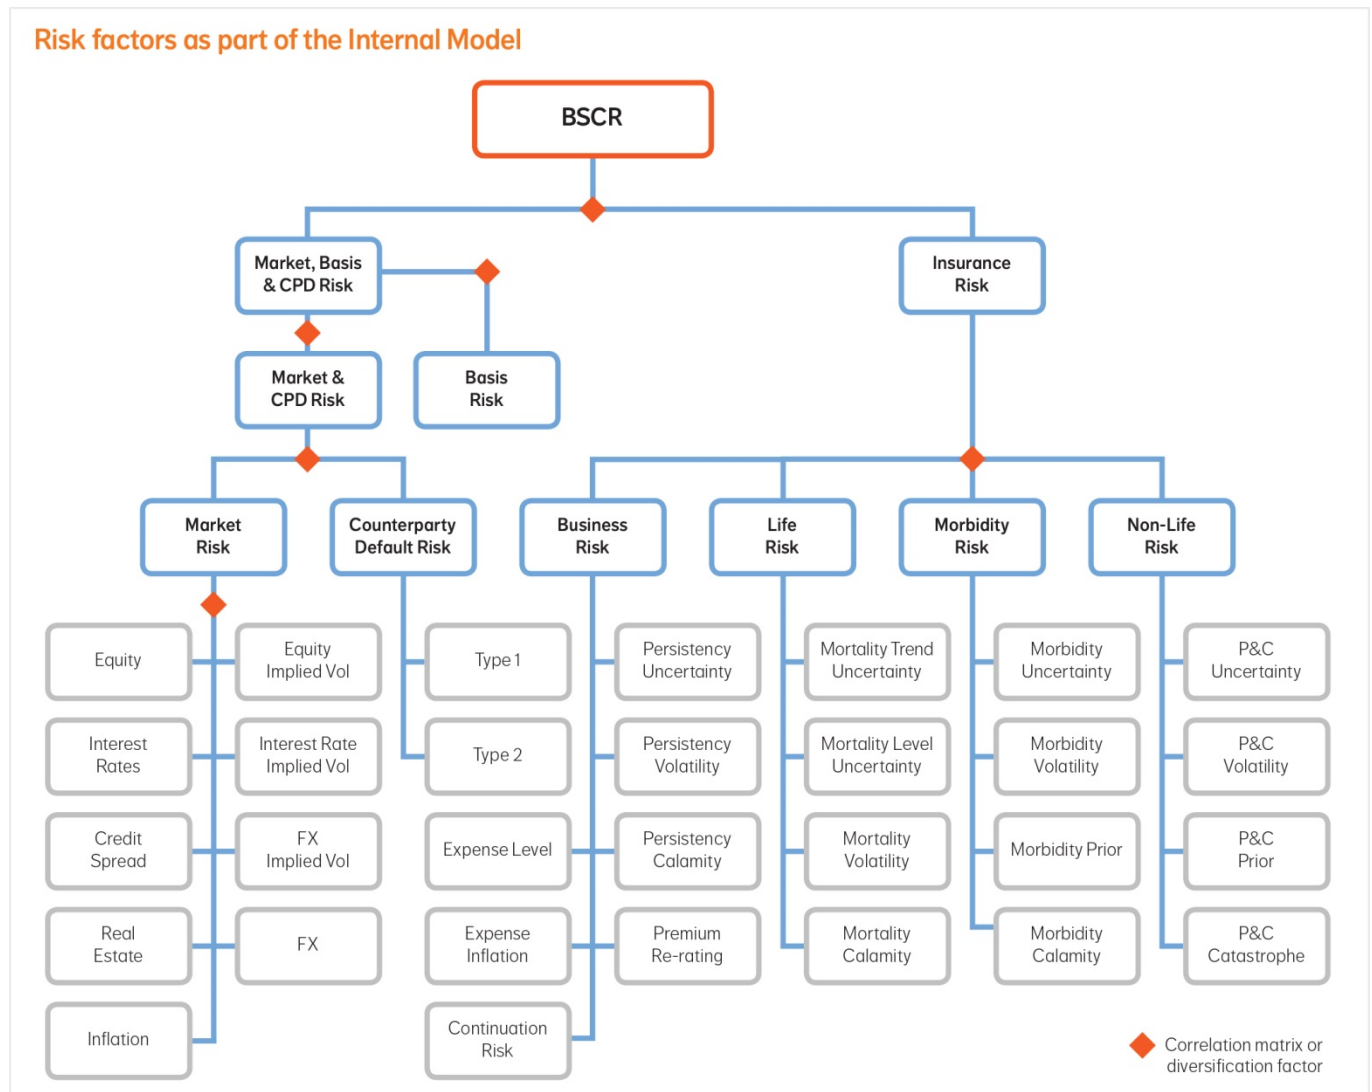 Risk factors as part of the Internal Model
BSCR
Market, Basis
& CPD Risk
Insurance
Risk
Market &
CPD Risk
Basis
Risk
Market
Risk
Counterparty
Default Risk
Business
Risk
Life
Risk
Morbidity
Risk
Non-Life
Risk
Equity
Equity
Implied Vol
Type 1
Persistency
Uncertainty
Mortality Trend
Uncertainty
Morbidity
Uncertainty
P&C
Uncertainty
Interest
Rates
Interest Rate
Implied Vol
Type 2
Persistency
Volatility
Mortality Level
Uncertainty
Morbidity
Volatility
P&C
Volatility
Credit
Spread
FX
Implied Vol
Expense Level
Persistency
Calamity
Mortality
Volatility
Morbidity Prior
P&C
Prior
Real
Estate
FX
Expense
Inflation
Premium
Re-rating
Mortality
Calamity
Morbidity
Calamity
P&C
Catastrophe
Inflation
Continuation
Risk
Correlation matrix or
diversification factor